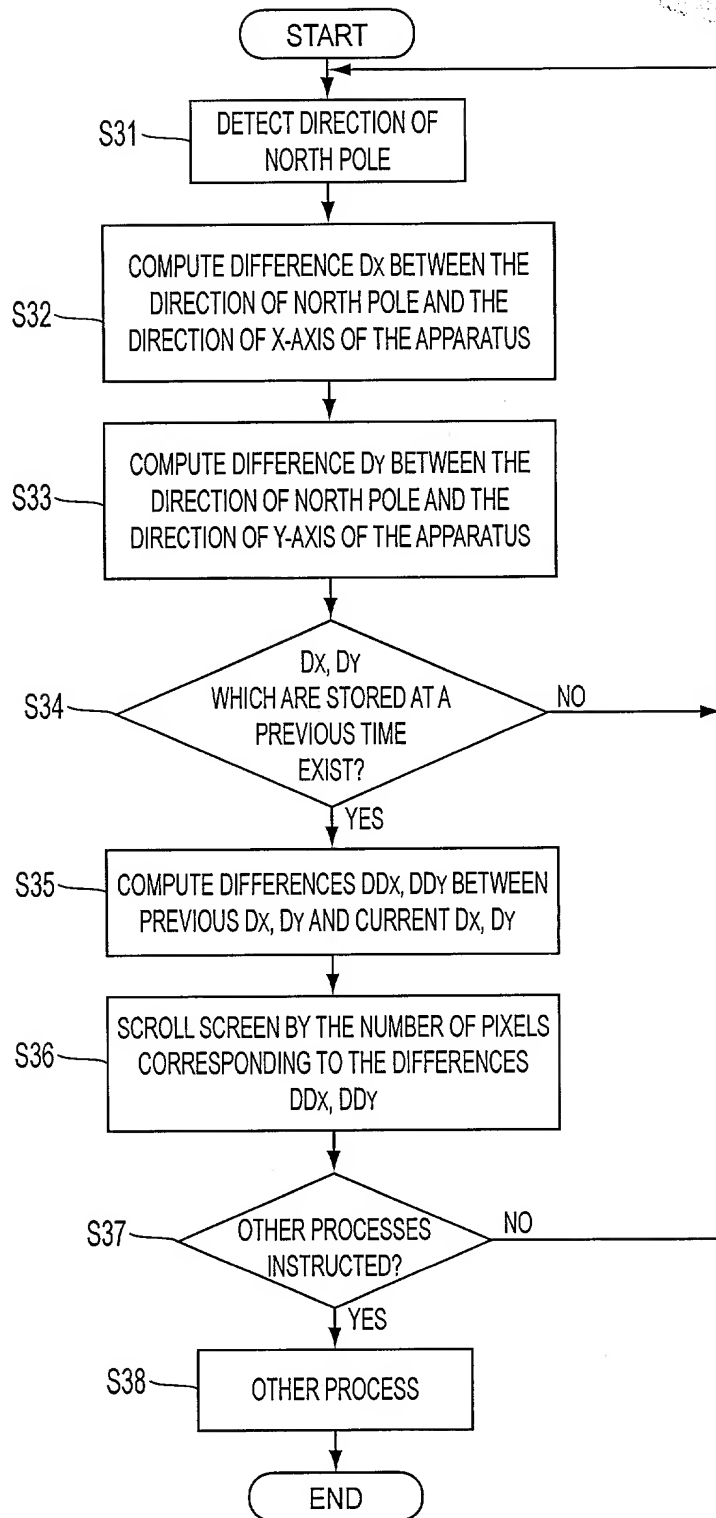 START
S31
DETECT DIRECTION OF
NORTH POLE
S32
COMPUTE DIFFERENCE DX BETWEEN THE
DIRECTION OF NORTH POLE AND THE
DIRECTION OF X-AXIS OF THE APPARATUS
S33
COMPUTE DIFFERENCE DY BETWEEN THE
DIRECTION OF NORTH POLE AND THE
DIRECTION OF Y-AXIS OF THE APPARATUS
S34
DX, DY
WHICH ARE STORED AT A
PREVIOUS TIME
EXIST?
NO
YES
S35
COMPUTE DIFFERENCES DDX, DDY BETWEEN
PREVIOUS DX, DY AND CURRENT DX, DY
S36
SCROLL SCREEN BY THE NUMBER OF PIXELS
CORRESPONDING TO THE DIFFERENCES
DDX, DDY
S37
OTHER PROCESSES
INSTRUCTED?
NO
YES
S38
OTHER PROCESS
END